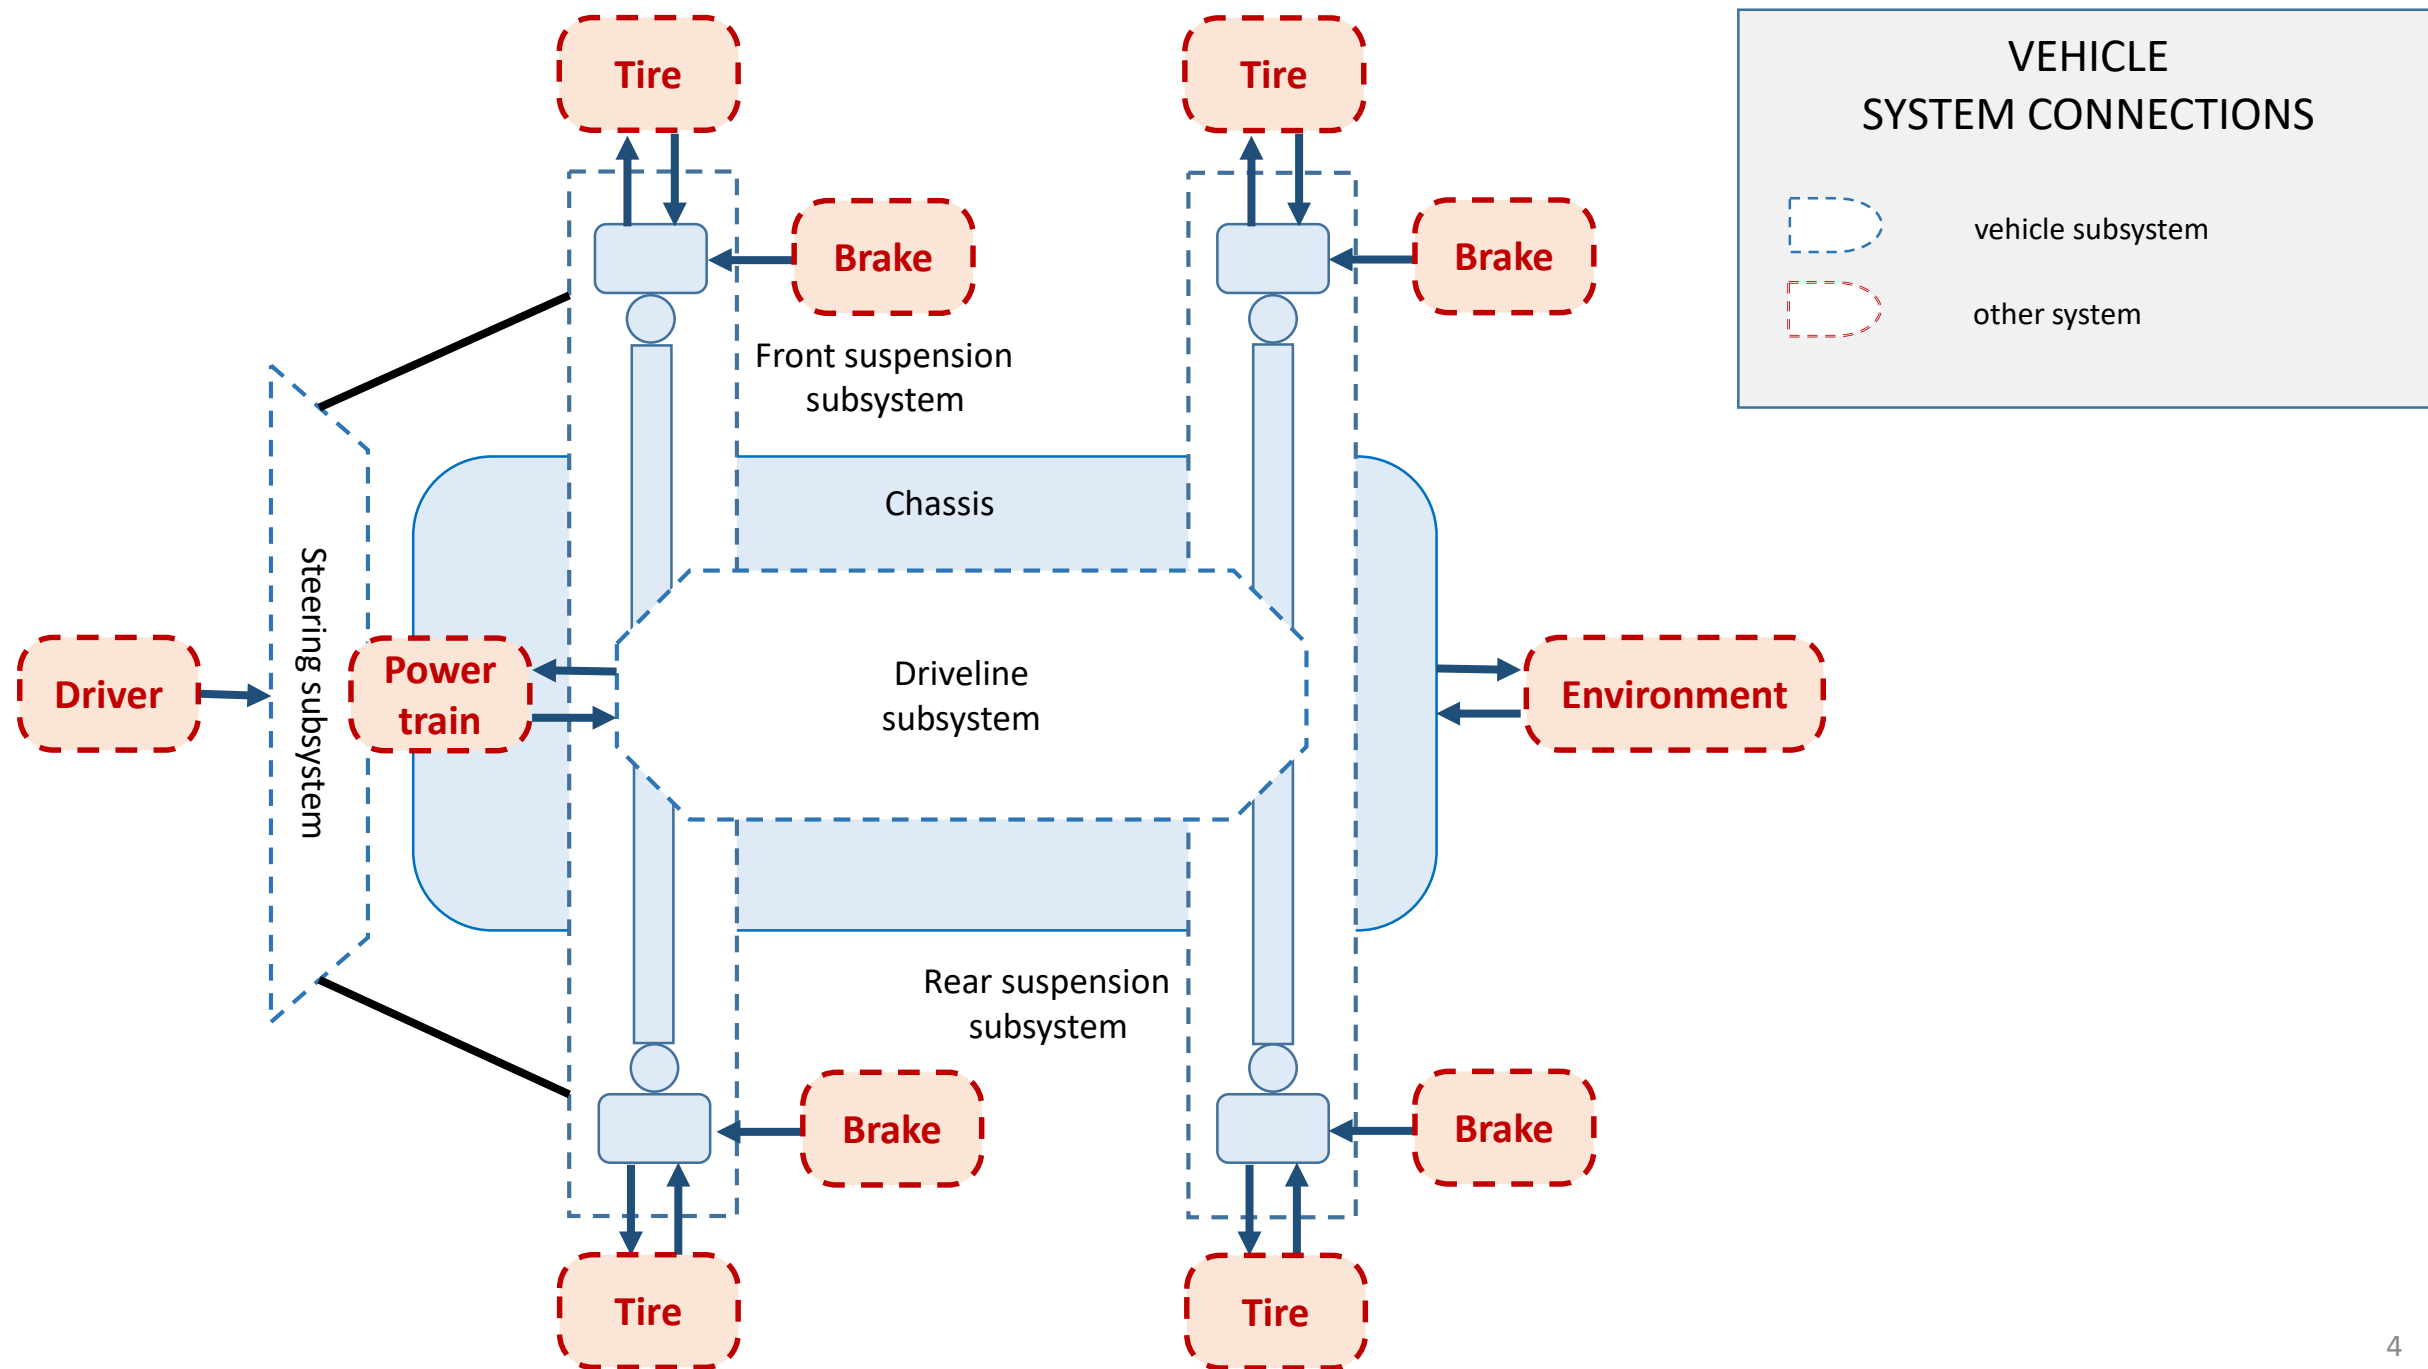 Tire
Tire
VEHICLE
SYSTEM CONNECTIONS
vehicle subsystem
other system
Brake
Brake
Front suspension
subsystem
Chassis
Steering subsystem
Driver
Power
train
Driveline
subsystem
Environment
Rear suspension
subsystem
Brake
Brake
Tire
Tire
4